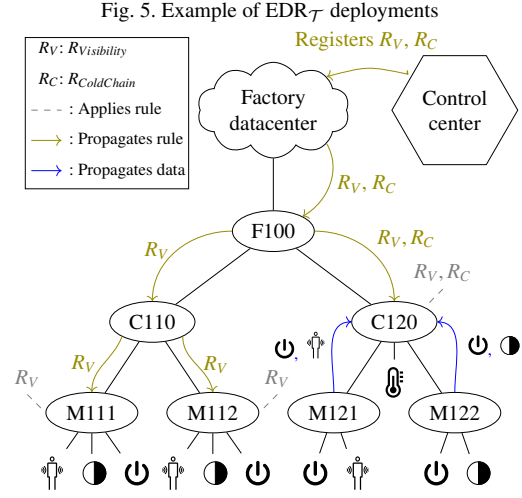 Fig. 5. Example of EDR𝒯 deployments
Registers R_V, R_C
R_V: R_Visibility
R_C: R_ColdChain
: Applies rule
: Propagates rule
: Propagates data
Factory
datacenter
Control
center
R_V, R_C
F100
R_V
R_V, R_C
R_V, R_C
C110
C120
R_V
R_V
,
,
R_V
R_V
M111
M112
M121
M122